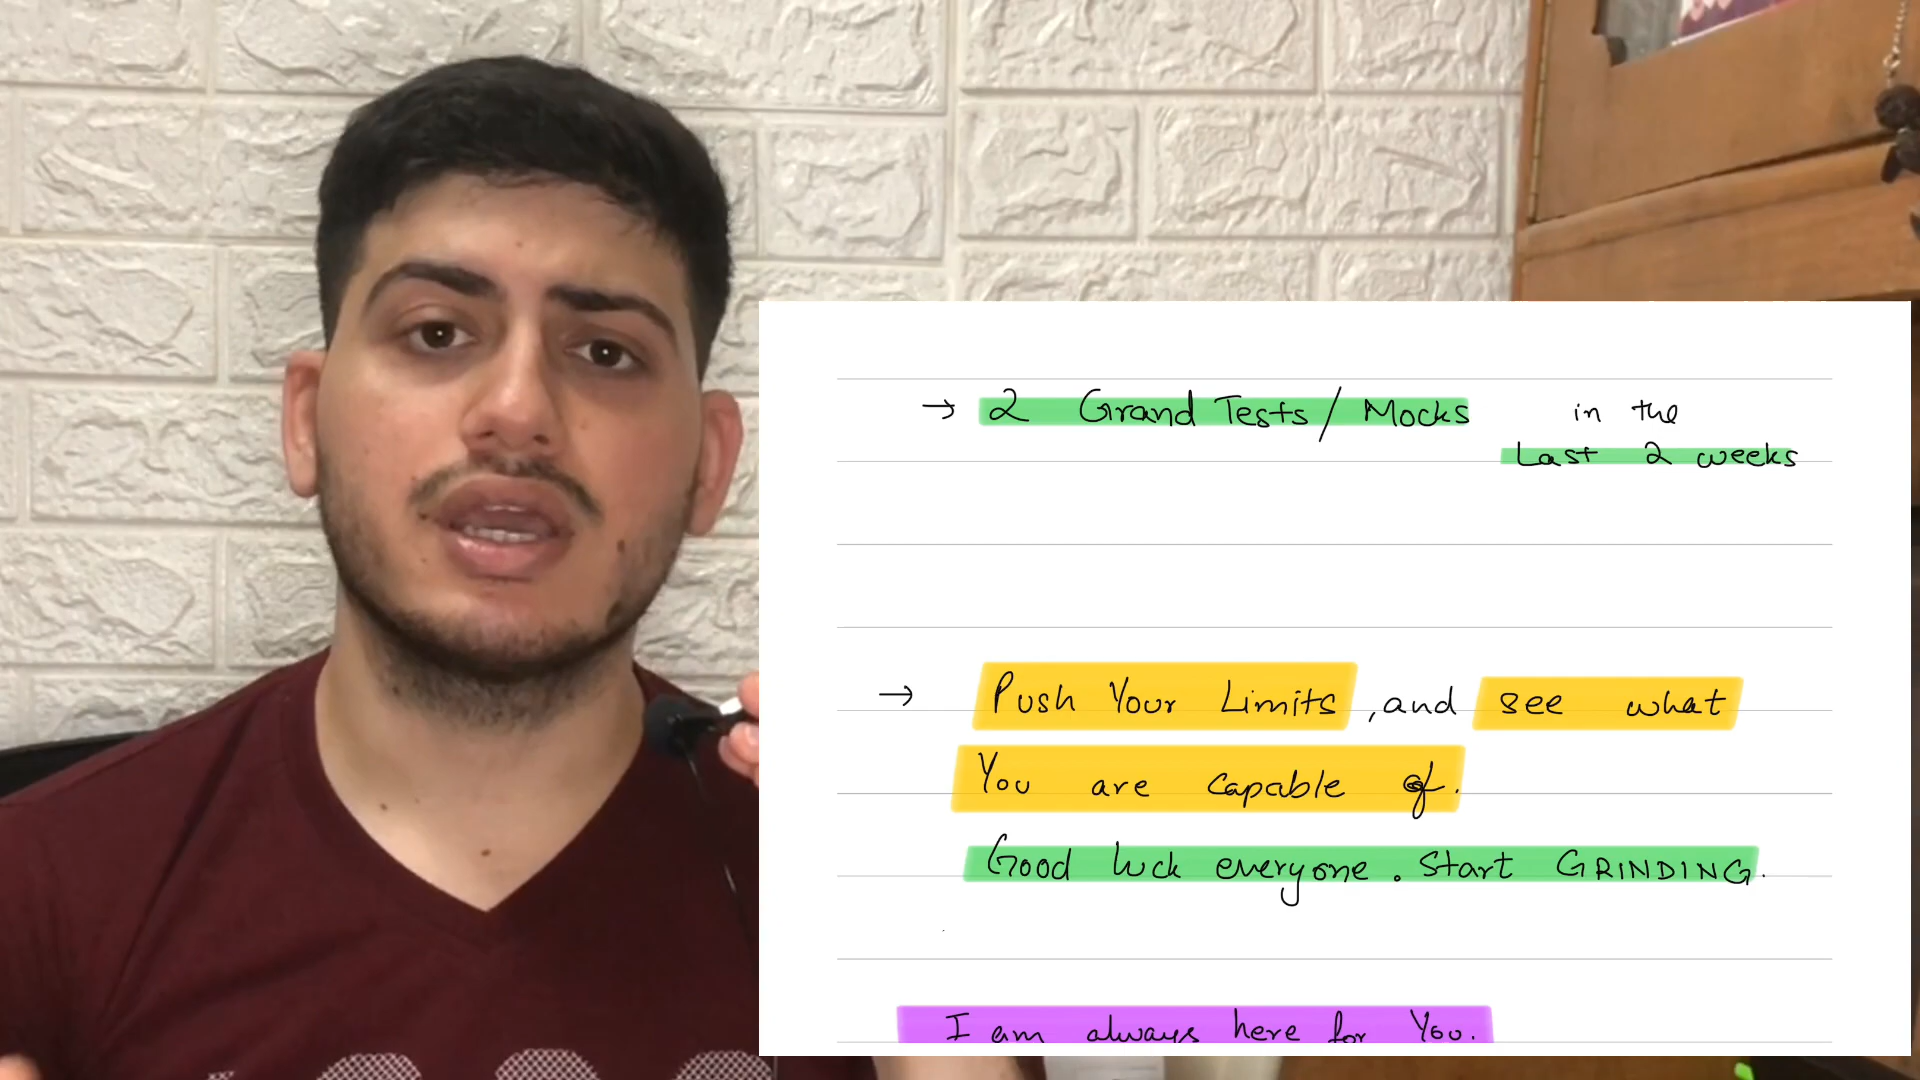 → 2 Grand Tests / Mocks in the
Last 2 weeks
→ Push Your Limits, and see what
You are capable of.
Good luck everyone. Start GRINDING.
I am always here for You.